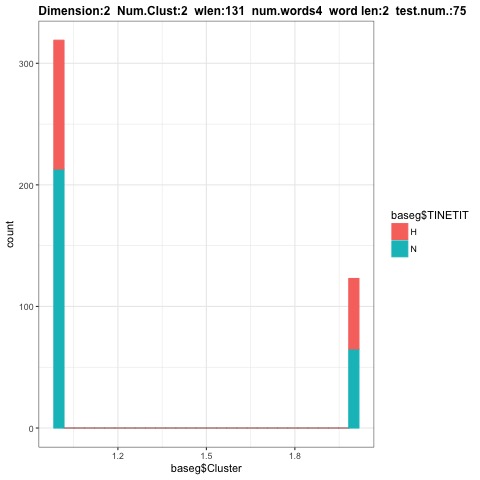 Dimension:2 Num.Clust:2 wlen:131 num.words4 word len:2 test.num.:75
300
200
100
0
count
1.2 1.5 1.8
baseg$Cluster
baseg$TINETIT
H
N